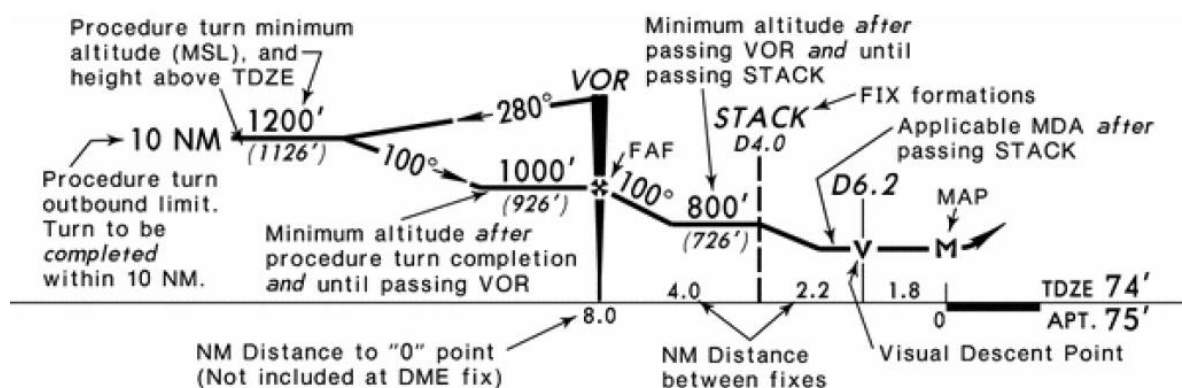 Procedure turn minimum
altitude (MSL), and
height above TDZE
10 NM
1200'
(1126')
280°
100°
Procedure turn
outbound limit.
Turn to be
completed
within 10 NM.
1000'
(926')
Minimum altitude after
procedure turn completion
and until passing VOR
VOR
FAF
100°
Minimum altitude after
passing VOR and until
passing STACK
800'
(726')
STACK
D4.0
FIX formations
Applicable MDA after
passing STACK
D6.2
V
MAP
M
4.0
2.2
1.8
TDZE 74'
8.0
0
APT. 75'
NM Distance to "0" point
(Not included at DME fix)
NM Distance
between fixes
Visual Descent Point